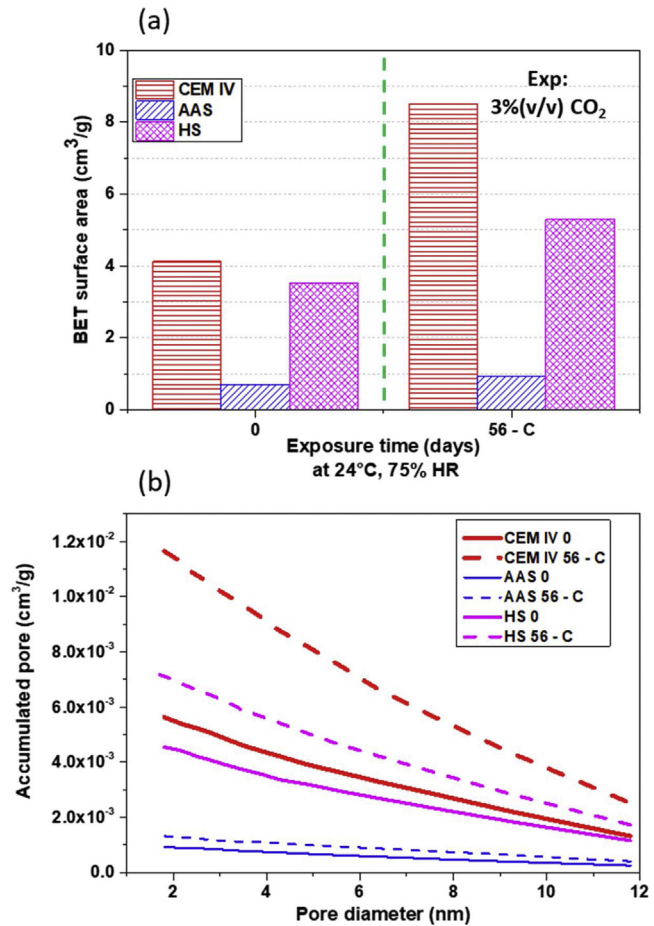 (a)
10
8
6
4
2
0
BET surface area (cm³/g)
CEM IV
AAS
HS
Exp:
3%(v/v) CO₂
0
56 - C
Exposure time (days)
at 24°C, 75% HR
(b)
1.2x10⁻²
1.0x10⁻²
8.0x10⁻³
6.0x10⁻³
4.0x10⁻³
2.0x10⁻³
0.0
Accumulated pore (cm³/g)
CEM IV 0
CEM IV 56 - C
AAS 0
AAS 56 - C
HS 0
HS 56 - C
2
4
6
8
10
12
Pore diameter (nm)